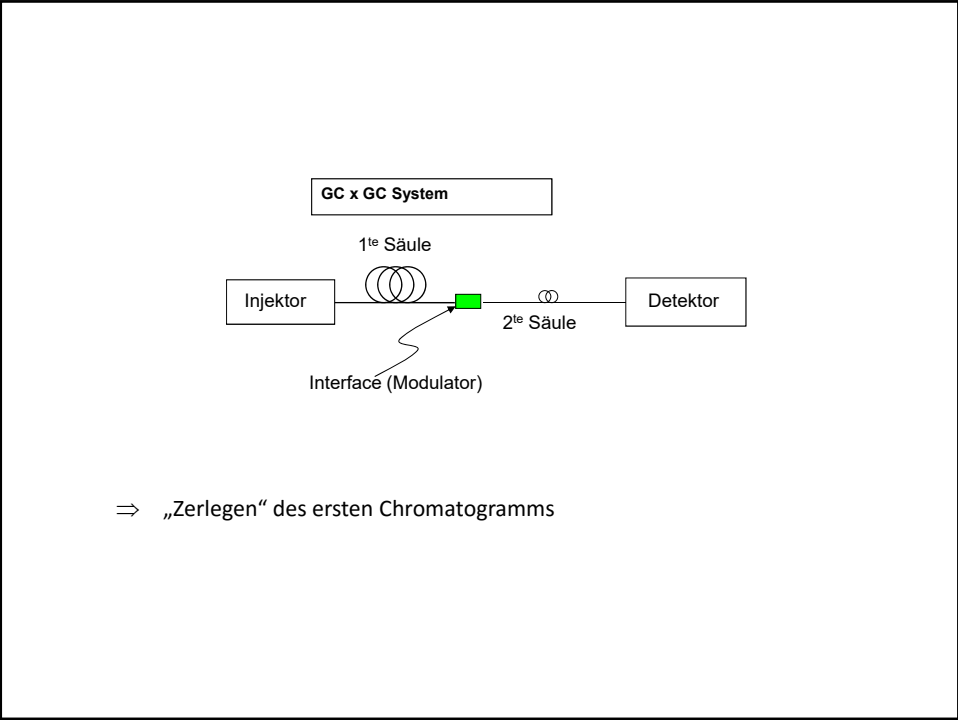 GC x GC System
1te Säule
Injektor
Detektor
2te Säule
Interface (Modulator)
⇒ „Zerlegen“ des ersten Chromatogramms